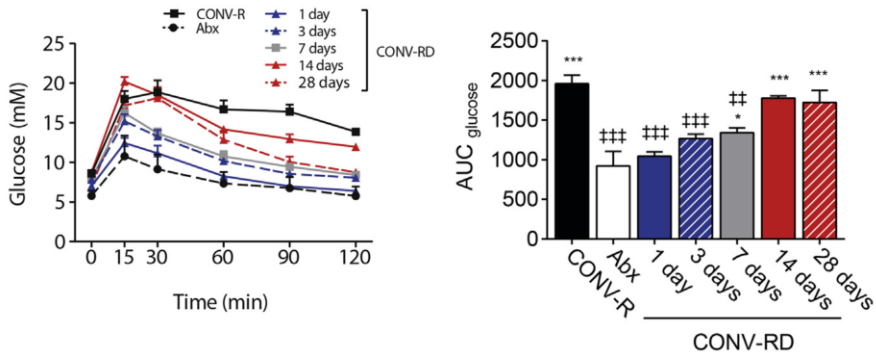 CONV-R
Abx
1 day
3 days
7 days
14 days
28 days
CONV-RD
25
20
15
10
5
0
Glucose (mM)
0 15 30 60 90 120
Time (min)
2500
2000
1500
1000
500
0
AUC glucose
***
‡‡‡
‡‡‡
‡‡‡
‡‡
*
***
***
CONV-R
Abx
1 day
3 days
7 days
14 days
28 days
CONV-RD